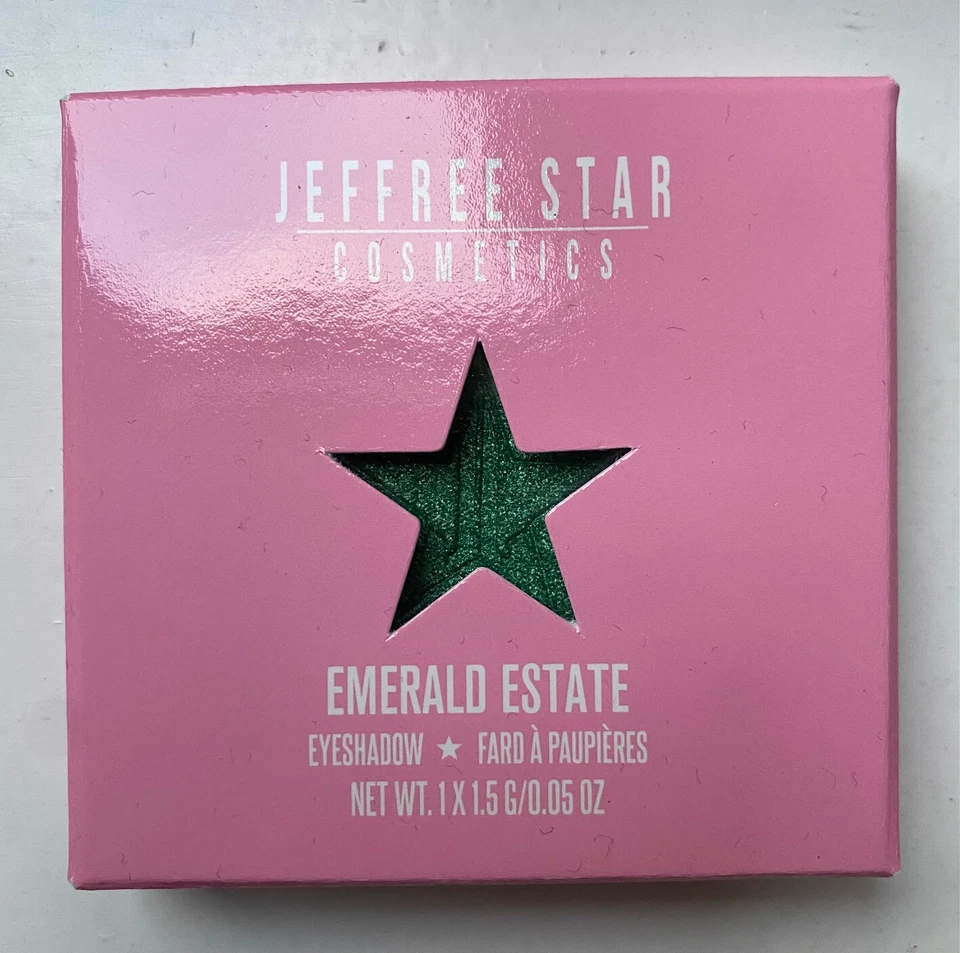 JEFFREE STAR
COSMETICS
EMERALD ESTATE
EYESHADOW ★ FARD À PAUPIÈRES
NET WT. 1 X 1.5 G/0.05 OZ